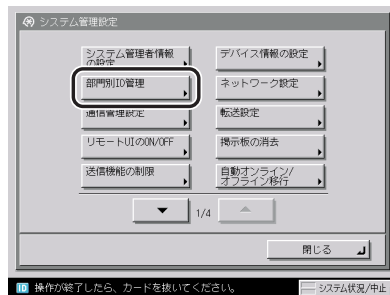 システム管理設定
システム管理者情報
の設定
デバイス情報の設定
部門別ID管理
ネットワーク設定
通信管理設定
転送設定
リモートUIのON/OFF
掲示板の消去
送信機能の制限
自動オンライン/
オフライン移行
1/4
閉じる
ID 操作が終了したら、カードを抜いてください。
システム状況/中止